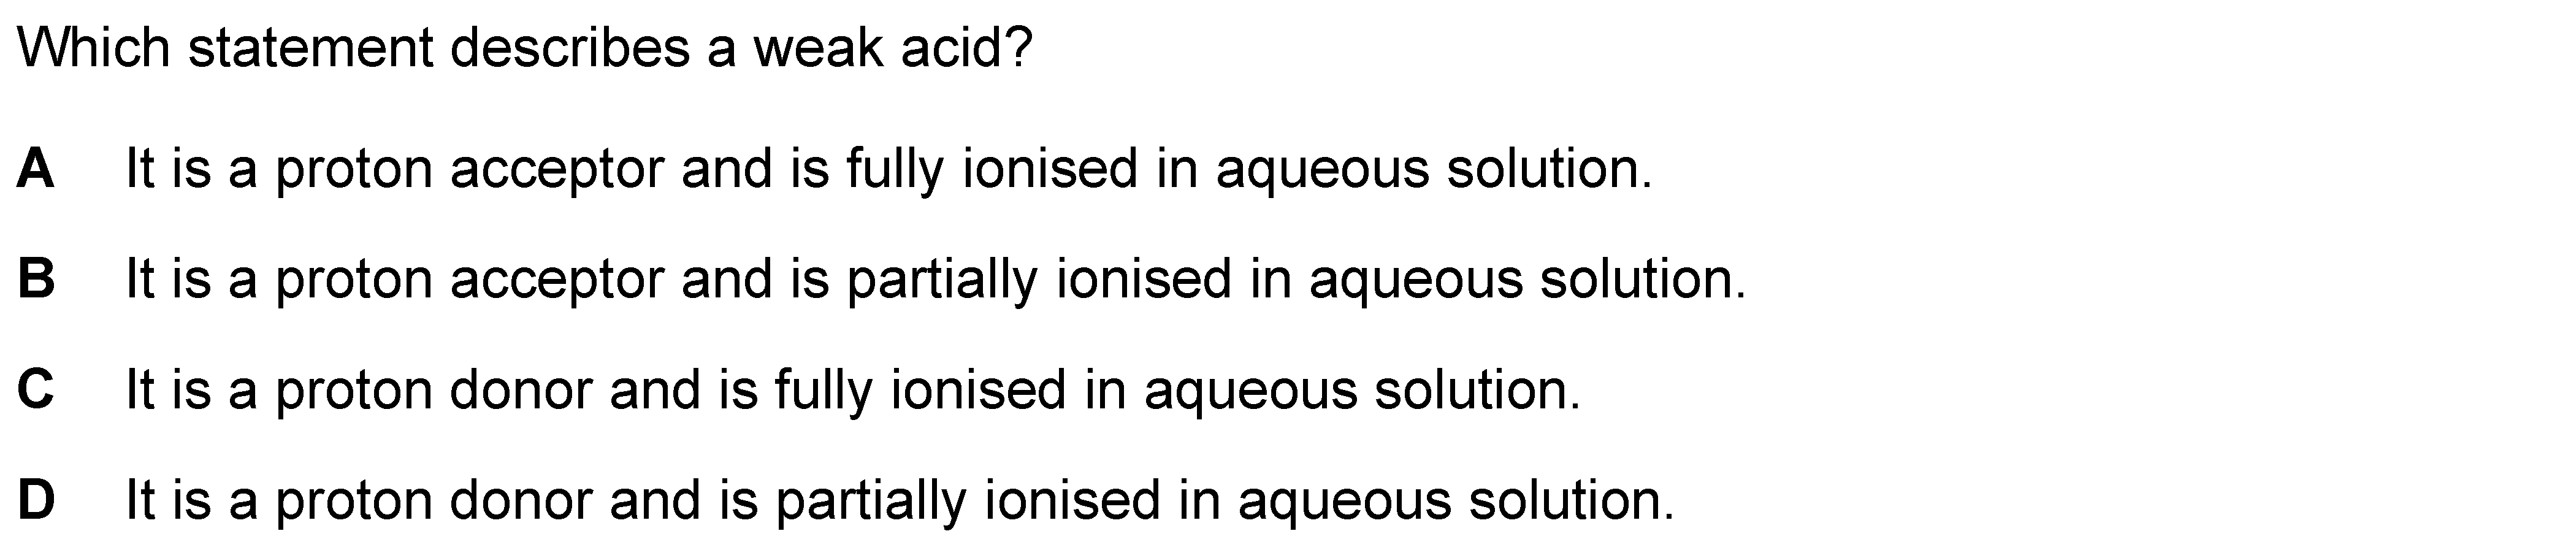 Which statement describes a weak acid?
A It is a proton acceptor and is fully ionised in aqueous solution.
B It is a proton acceptor and is partially ionised in aqueous solution.
C It is a proton donor and is fully ionised in aqueous solution.
D It is a proton donor and is partially ionised in aqueous solution.